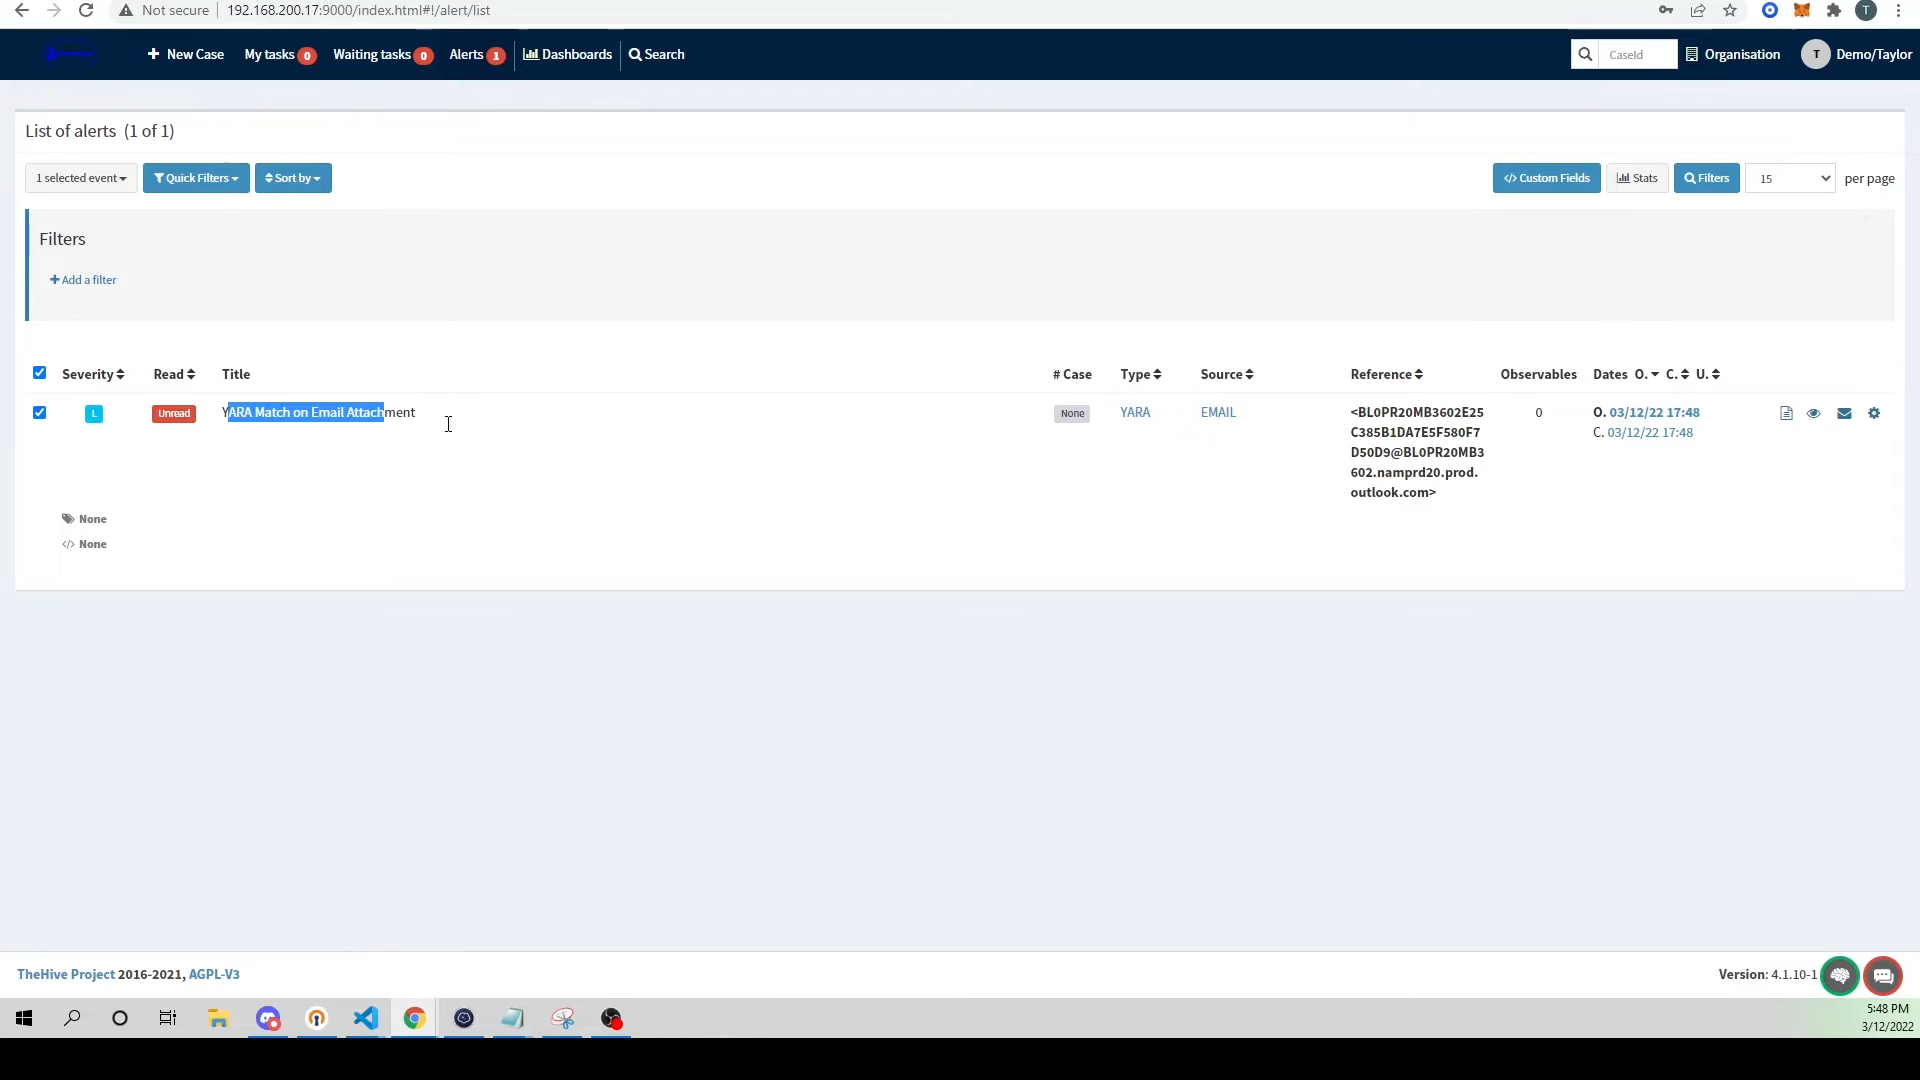 Not secure 192.168.200.17:9000/index.html#!/alert/list T
+ New Case My tasks 0 Waiting tasks 0 Alerts 1 Dashboards Search CaseId Organisation T Demo/Taylor
List of alerts (1 of 1)
1 selected event Quick Filters Sort by </> Custom Fields Stats Filters 15 per page
Filters
+ Add a filter
Severity Read Title # Case Type Source Reference Observables Dates O. C. U.
L Unread YARA Match on Email Attachment None YARA EMAIL <BL0PR20MB3602E25 0 O. 03/12/22 17:48
C385B1DA7E5F580F7 C. 03/12/22 17:48
D50D9@BL0PR20MB3
602.namprd20.prod.
outlook.com>
None
</> None
TheHive Project 2016-2021, AGPL-V3 Version: 4.1.10-1
5:48 PM
3/12/2022